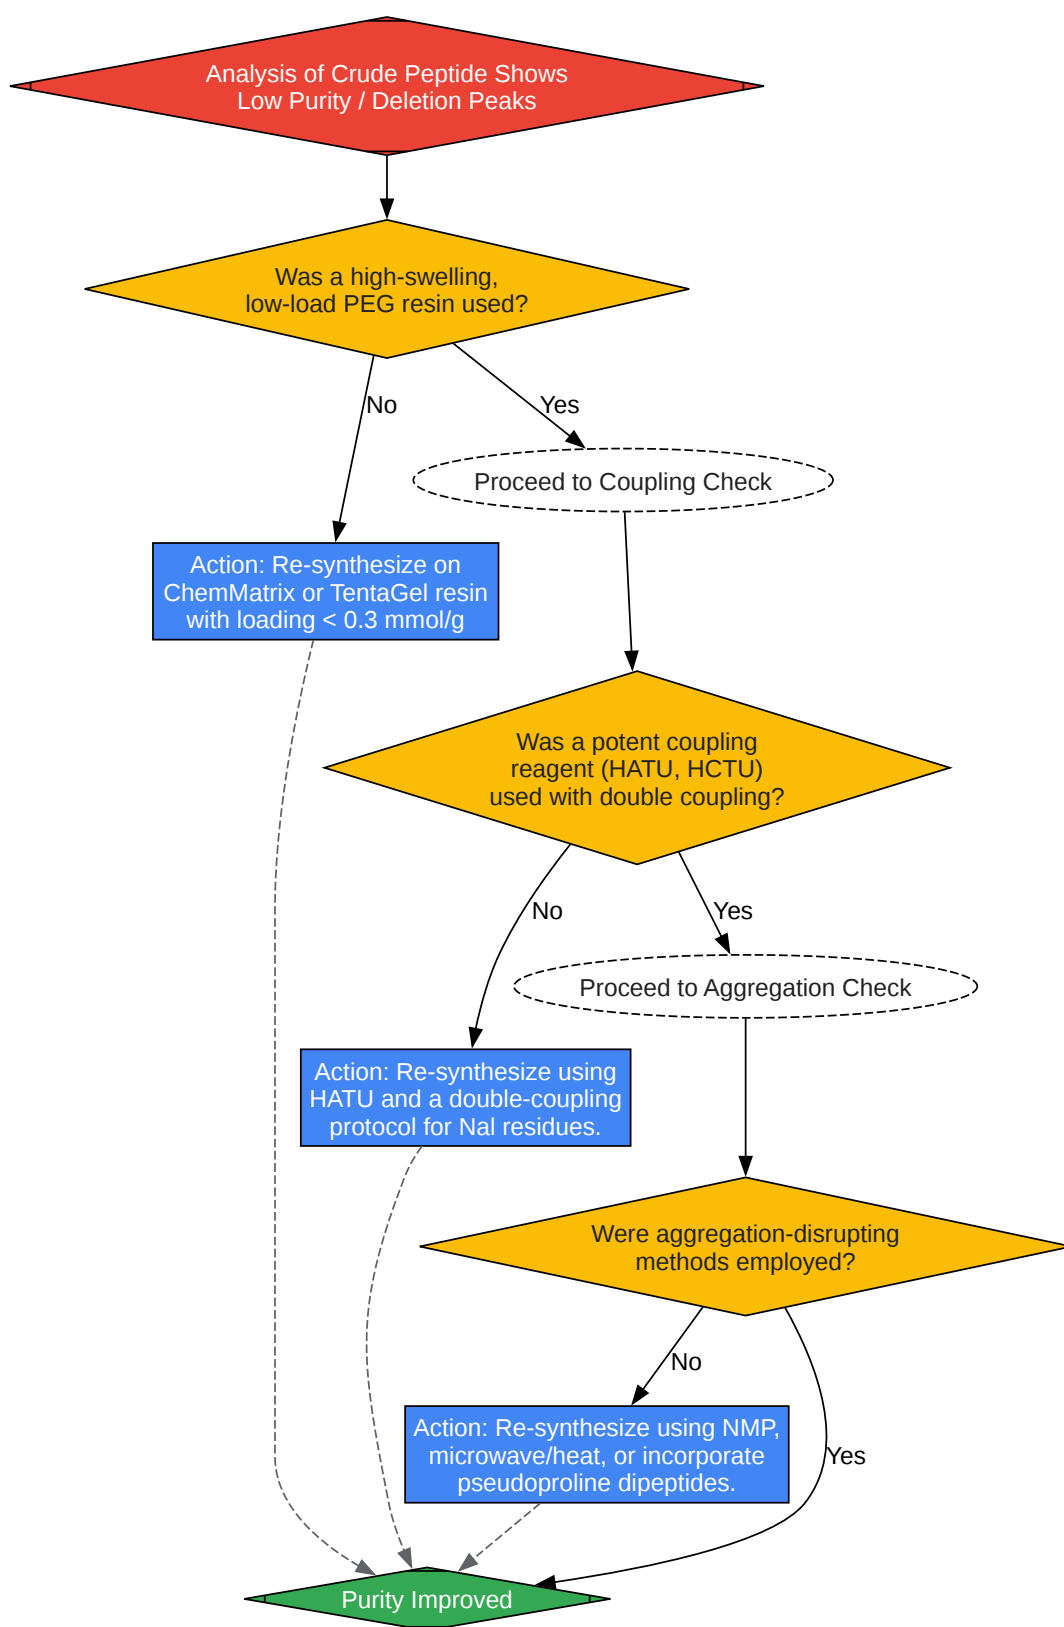 Analysis of Crude Peptide Shows
Low Purity / Deletion Peaks
Was a high-swelling,
low-load PEG resin used?
No
Yes
Proceed to Coupling Check
Action: Re-synthesize on
ChemMatrix or TentaGel resin
with loading < 0.3 mmol/g
Was a potent coupling
reagent (HATU, HCTU)
used with double coupling?
No
Yes
Proceed to Aggregation Check
Action: Re-synthesize using
HATU and a double-coupling
protocol for Nal residues.
Were aggregation-disrupting
methods employed?
No
Yes
Action: Re-synthesize using NMP,
microwave/heat, or incorporate
pseudoproline dipeptides.
Purity Improved